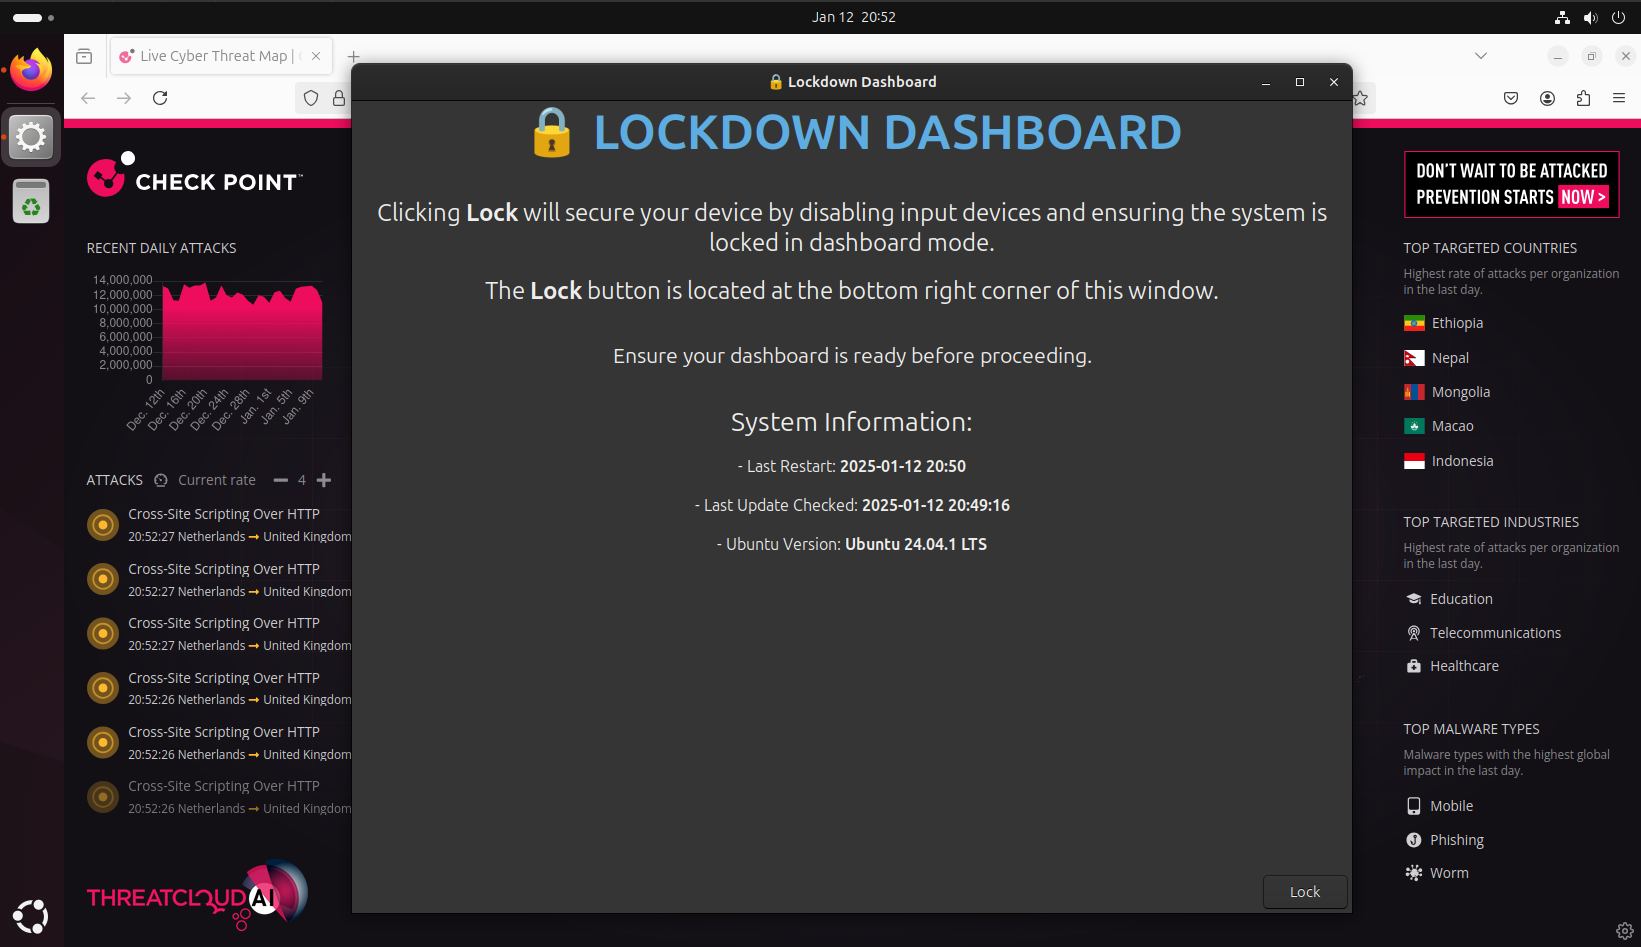 Jan 12 20:52
Live Cyber Threat Map |
Lockdown Dashboard
LOCKDOWN DASHBOARD
Clicking Lock will secure your device by disabling input devices and ensuring the system is
locked in dashboard mode.
The Lock button is located at the bottom right corner of this window.
Ensure your dashboard is ready before proceeding.
System Information:
- Last Restart: 2025-01-12 20:50
- Last Update Checked: 2025-01-12 20:49:16
- Ubuntu Version: Ubuntu 24.04.1 LTS
Lock
CHECK POINT™
RECENT DAILY ATTACKS
14,000,000
12,000,000
10,000,000
8,000,000
6,000,000
4,000,000
2,000,000
0
Dec. 12th
Dec. 16th
Dec. 20th
Dec. 24th
Dec. 28th
Jan. 1st
Jan. 5th
Jan. 9th
ATTACKS Current rate 4
Cross-Site Scripting Over HTTP
20:52:27 Netherlands → United Kingdom
Cross-Site Scripting Over HTTP
20:52:27 Netherlands → United Kingdom
Cross-Site Scripting Over HTTP
20:52:27 Netherlands → United Kingdom
Cross-Site Scripting Over HTTP
20:52:26 Netherlands → United Kingdom
Cross-Site Scripting Over HTTP
20:52:26 Netherlands → United Kingdom
Cross-Site Scripting Over HTTP
20:52:26 Netherlands → United Kingdom
THREATCLOUD AI
DON'T WAIT TO BE ATTACKED
PREVENTION STARTS NOW >
TOP TARGETED COUNTRIES
Highest rate of attacks per organization
in the last day.
Ethiopia
Nepal
Mongolia
Macao
Indonesia
TOP TARGETED INDUSTRIES
Highest rate of attacks per organization
in the last day.
Education
Telecommunications
Healthcare
TOP MALWARE TYPES
Malware types with the highest global
impact in the last day.
Mobile
Phishing
Worm